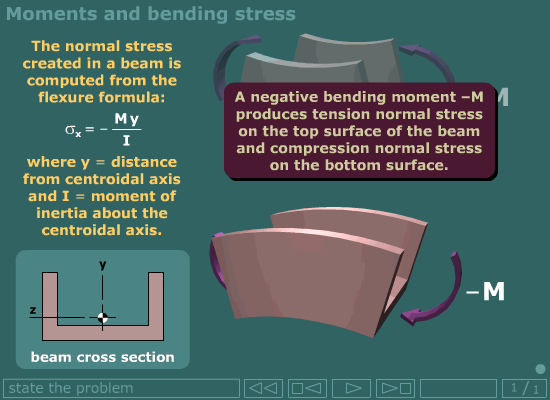 Moments and bending stress
The normal stress
created in a beam is
computed from the
flexure formula:
σx = − M y
I
where y = distance
from centroidal axis
and I = moment of
inertia about the
centroidal axis.
y
z
beam cross section
M
A negative bending moment –M
produces tension normal stress
on the top surface of the beam
and compression normal stress
on the bottom surface.
–M
state the problem
1/1